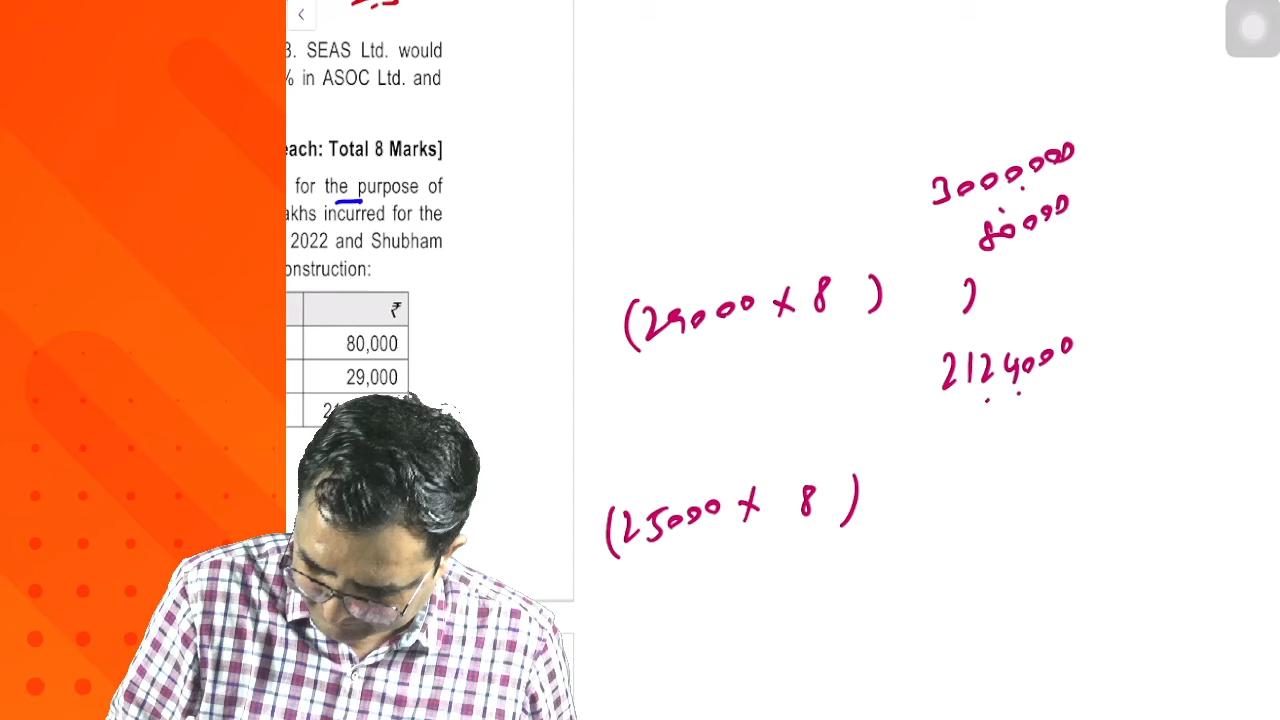 3. SEAS Ltd. would
% in ASOC Ltd. and
each: Total 8 Marks]
for the purpose of
akhs incurred for the
2022 and Shubham
onstruction:
₹
80,000
29,000
3000000
80000
(29000 × 8 ) )
2124000
(25000 × 8 )